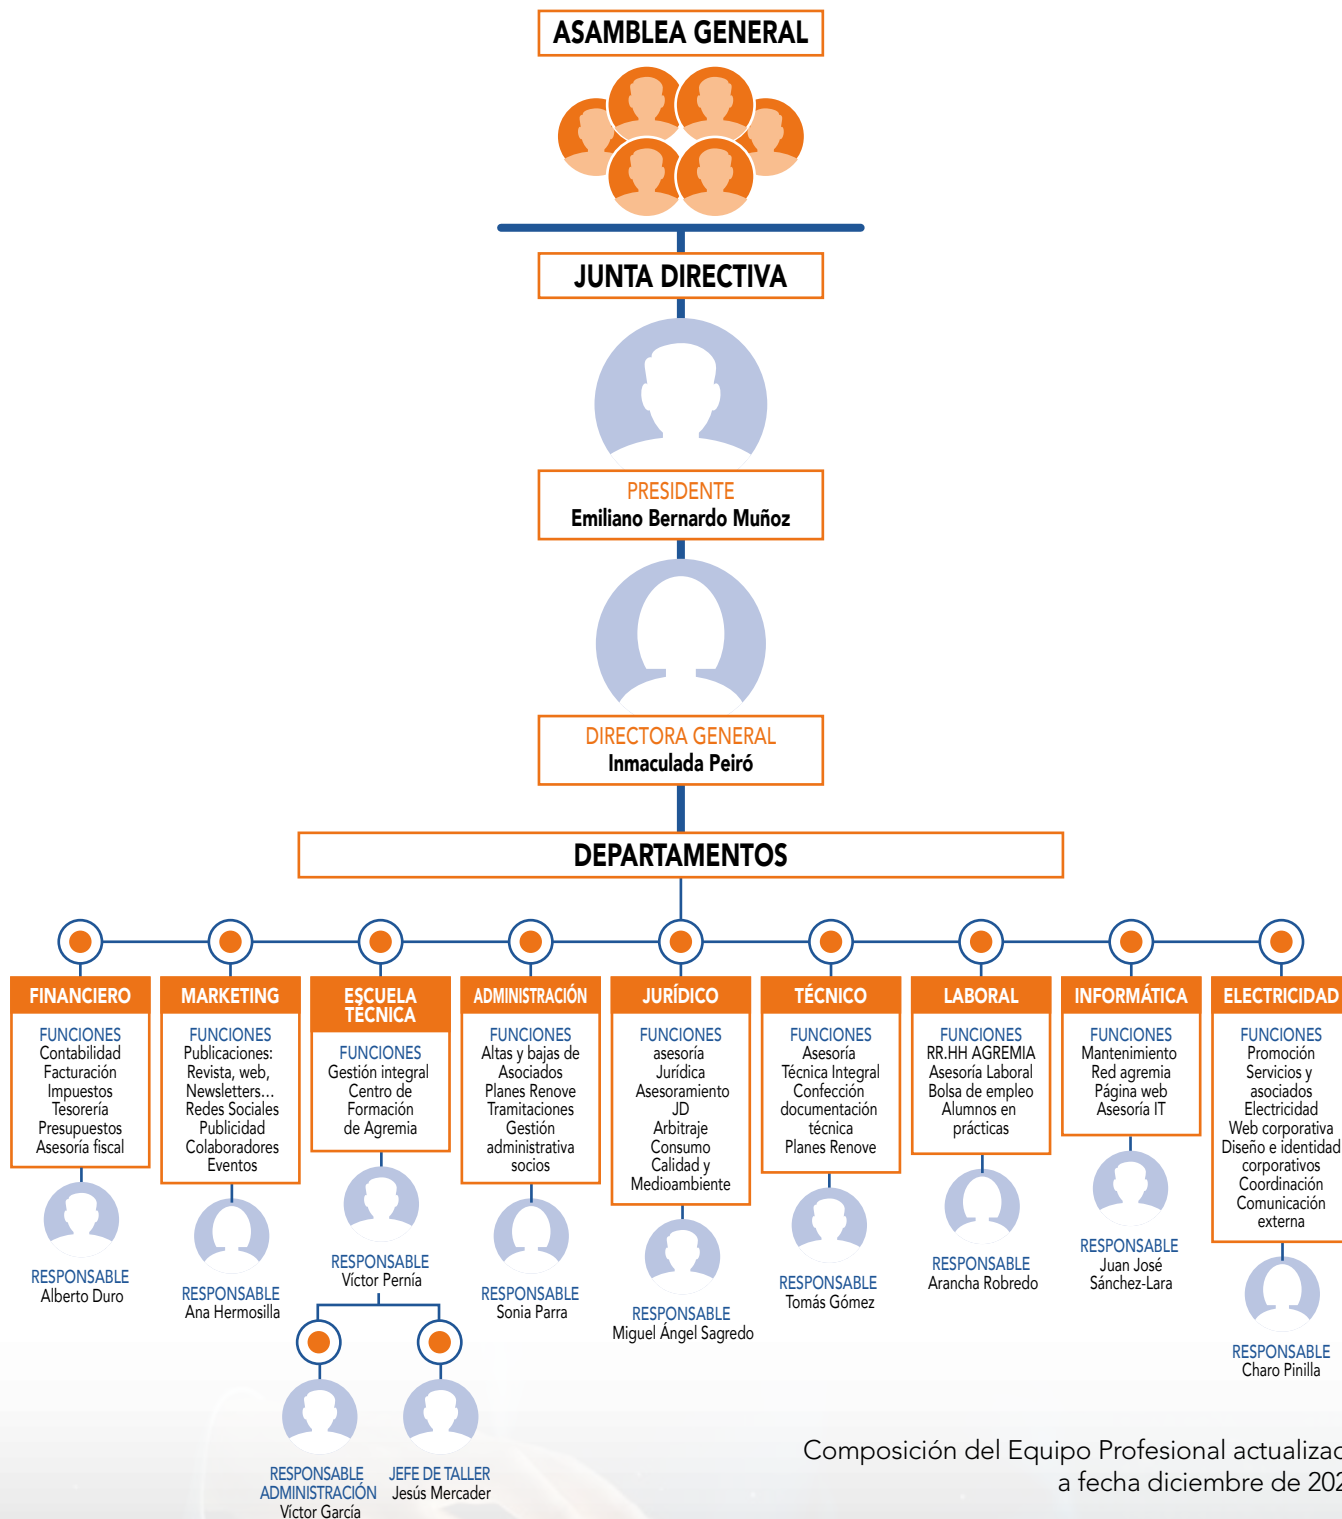 ASAMBLEA GENERAL
JUNTA DIRECTIVA
PRESIDENTE
Emiliano Bernardo Muñoz
DIRECTORA GENERAL
Inmaculada Peiró
DEPARTAMENTOS
FINANCIERO
FUNCIONES
Contabilidad
Facturación
Impuestos
Tesorería
Presupuestos
Asesoría fiscal
RESPONSABLE
Alberto Duro
MARKETING
FUNCIONES
Publicaciones:
Revista, web,
Newsletters...
Redes Sociales
Publicidad
Colaboradores
Eventos
RESPONSABLE
Ana Hermosilla
ESCUELA
TÉCNICA
FUNCIONES
Gestión integral
Centro de
Formación
de Agremia
RESPONSABLE
Víctor Pernía
RESPONSABLE
ADMINISTRACIÓN
Víctor García
JEFE DE TALLER
Jesús Mercader
ADMINISTRACIÓN
FUNCIONES
Altas y bajas de
Asociados
Planes Renove
Tramitaciones
Gestión
administrativa
socios
RESPONSABLE
Sonia Parra
JURÍDICO
FUNCIONES
asesoría
Jurídica
Asesoramiento
JD
Arbitraje
Consumo
Calidad y
Medioambiente
RESPONSABLE
Miguel Ángel Sagredo
TÉCNICO
FUNCIONES
Asesoría
Técnica Integral
Confección
documentación
técnica
Planes Renove
RESPONSABLE
Tomás Gómez
LABORAL
FUNCIONES
RR.HH AGREMIA
Asesoría Laboral
Bolsa de empleo
Alumnos en
prácticas
RESPONSABLE
Arancha Robredo
INFORMÁTICA
FUNCIONES
Mantenimiento
Red agremia
Página web
Asesoría IT
RESPONSABLE
Juan José
Sánchez-Lara
ELECTRICIDAD
FUNCIONES
Promoción
Servicios y
asociados
Electricidad
Web corporativa
Diseño e identidad
corporativos
Coordinación
Comunicación
externa
RESPONSABLE
Charo Pinilla
Composición del Equipo Profesional
a fecha diciembre de